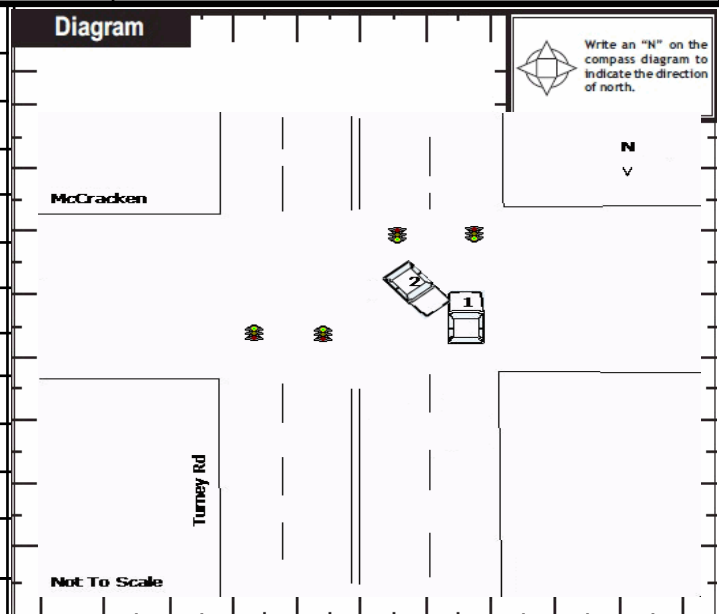 Diagram
Write an “N” on the
compass diagram to
indicate the direction
of north.
N
V
McCracken
2
1
Turney Rd
Not To Scale